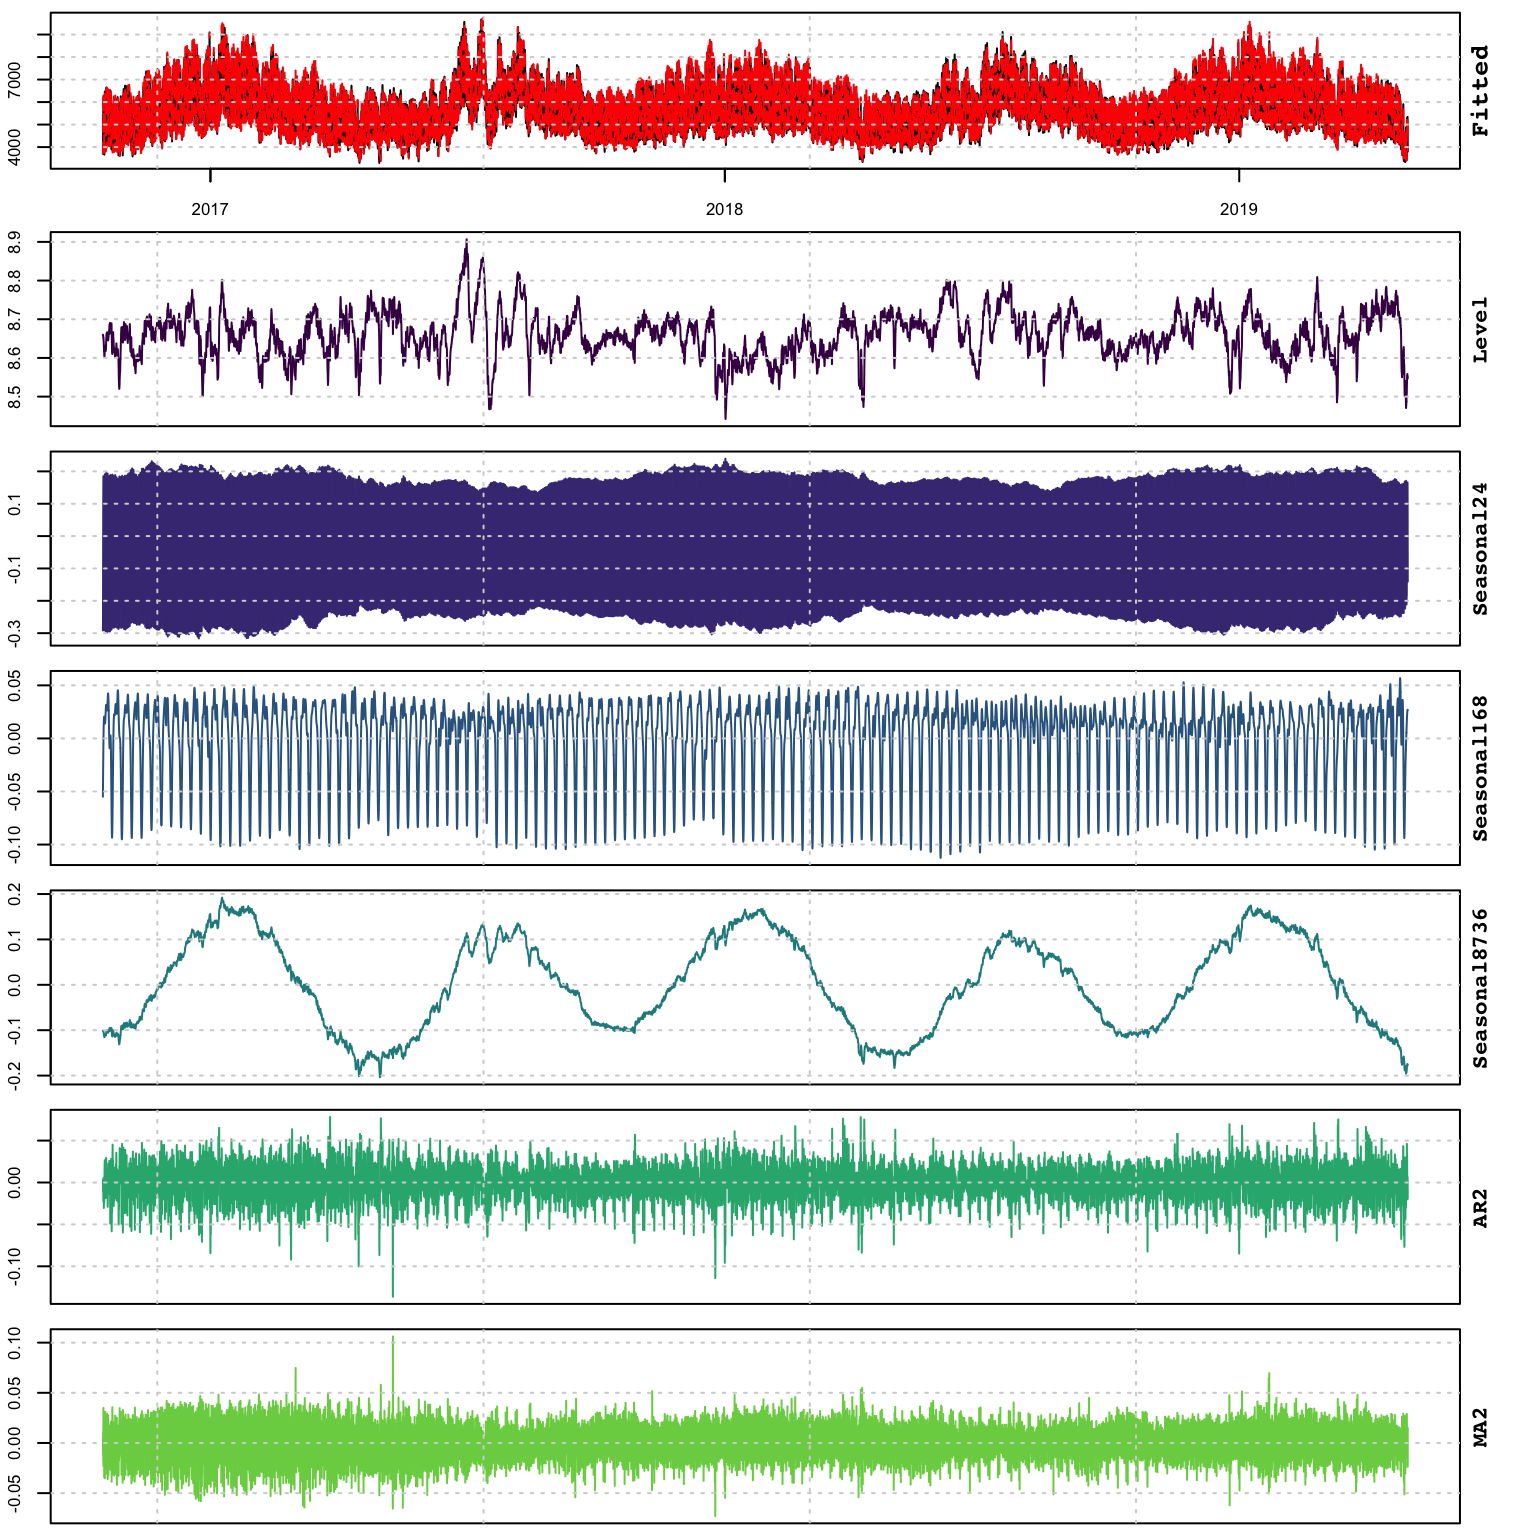 4000 7000
Fitted
2017 2018 2019
8.5 8.6 8.7 8.8 8.9
Level
-0.3 -0.1 0.1
Seasonal24
-0.10 -0.05 0.00 0.05
Seasonal168
-0.2 -0.1 0.0 0.1 0.2
Seasonal8736
-0.10 0.00
AR2
-0.05 0.00 0.05 0.10
MA2